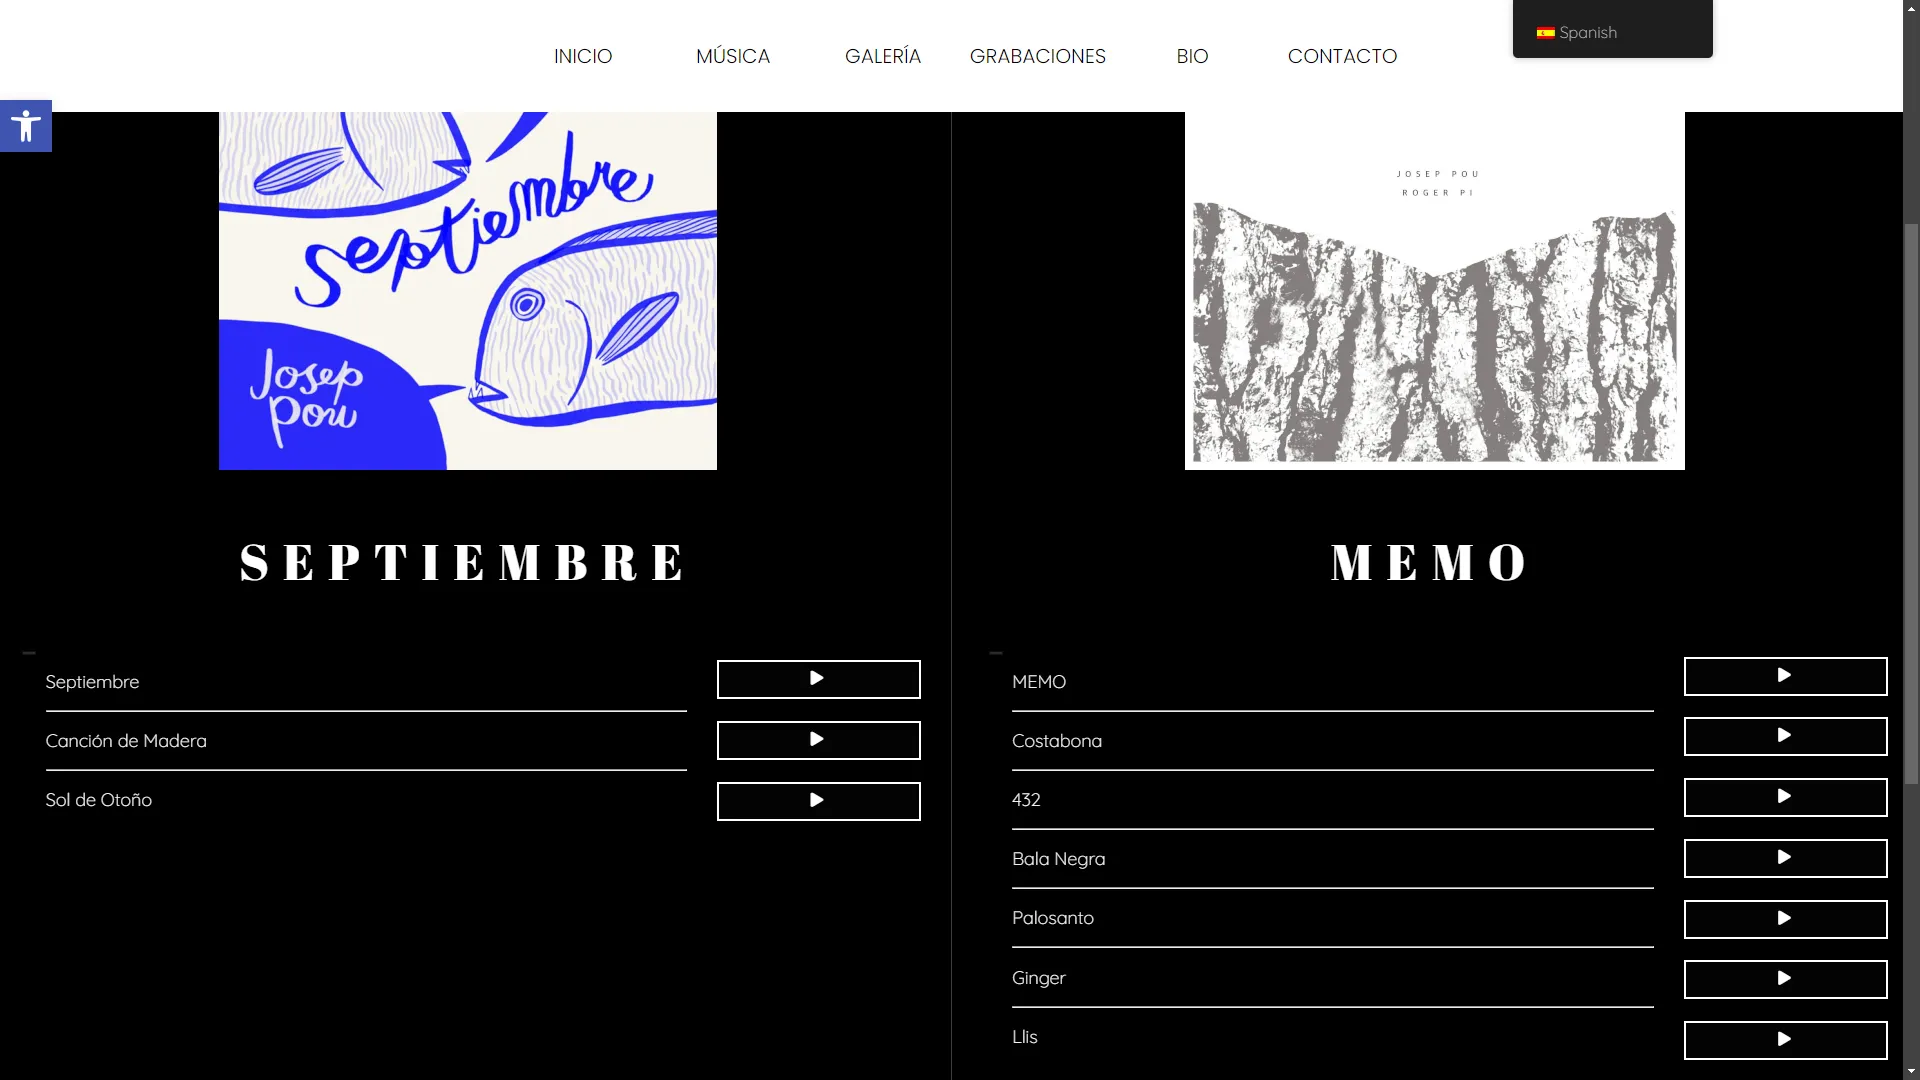 INICIO
MÚSICA
GALERÍA
GRABACIONES
BIO
CONTACTO
Spanish
septiembre
Josep
Pou
JOSEP POU
ROGER PI
SEPTIEMBRE
Septiembre
Canción de Madera
Sol de Otoño
MEMO
MEMO
Costabona
432
Bala Negra
Palosanto
Ginger
Llis